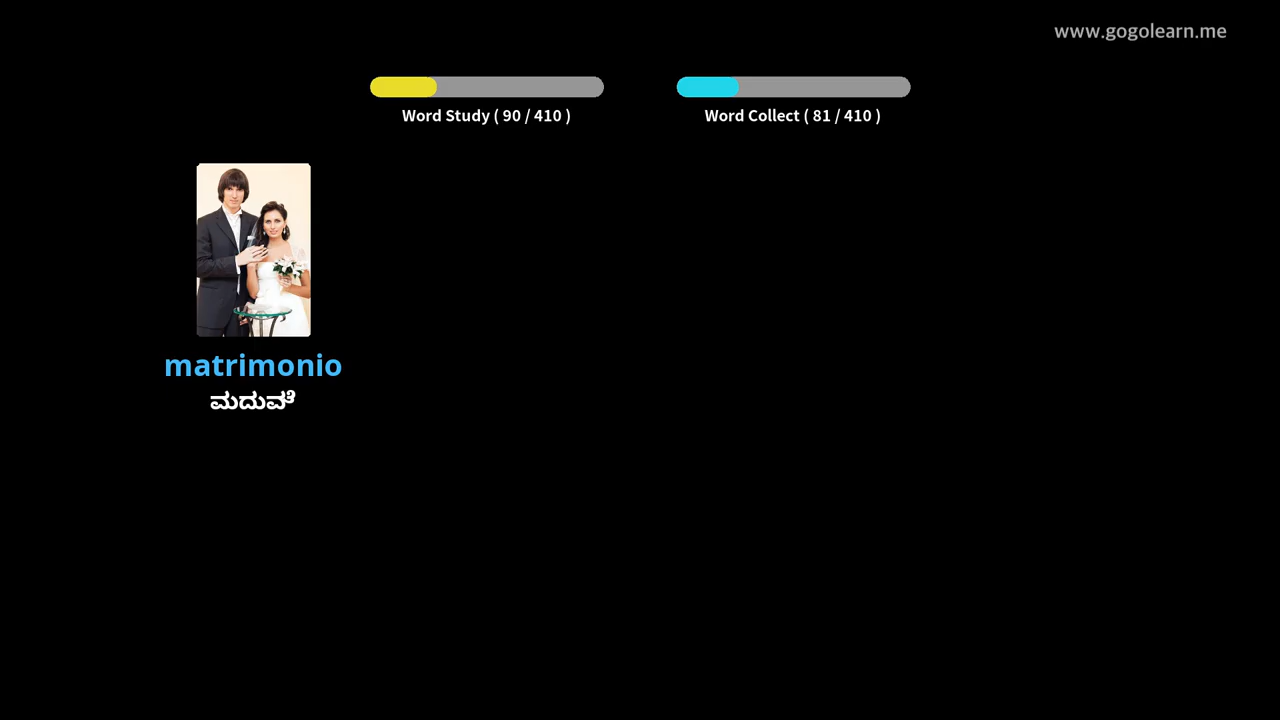 www.gogolearn.me
Word Study ( 90 / 410 )
Word Collect ( 81 / 410 )
matrimonio
ಮದುವೆ